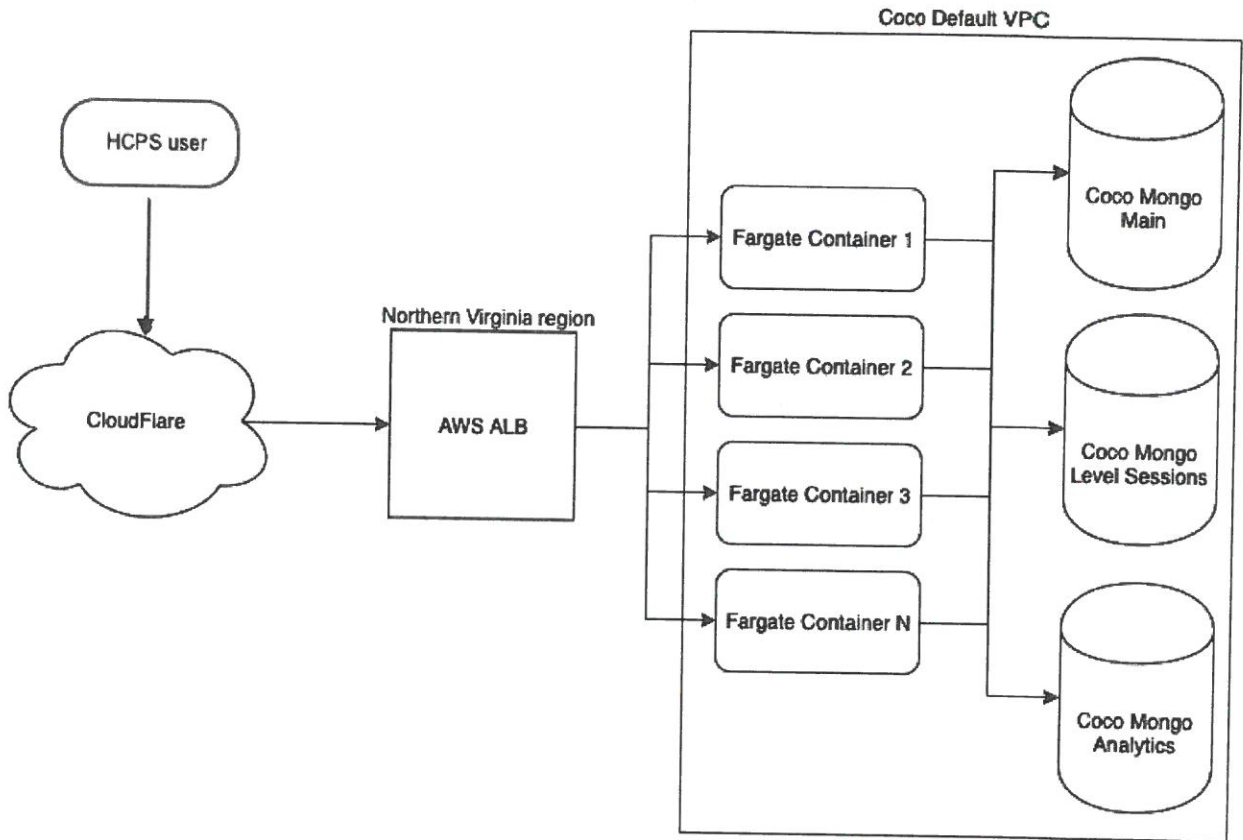 Coco Default VPC
HCPS user
Coco Mongo
Main
Fargate Container 1
Northern Virginia region
Fargate Container 2
CloudFlare
AWS ALB
Coco Mongo
Level Sessions
Fargate Container 3
Fargate Container N
Coco Mongo
Analytics